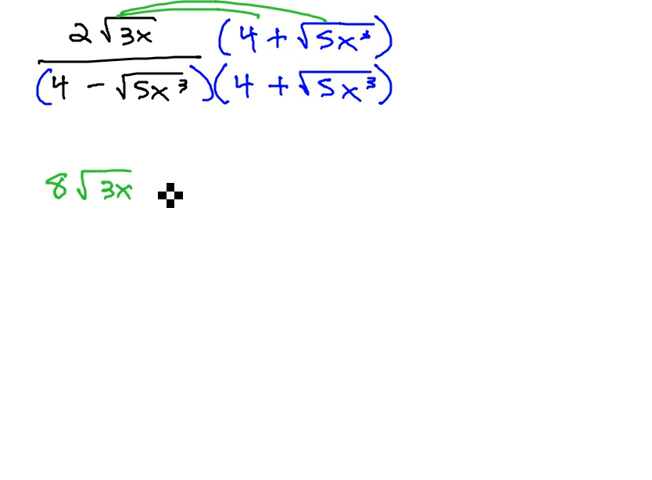 2√3x (4 + √5x³)
(4 − √5x³)(4 + √5x³)
8√3x